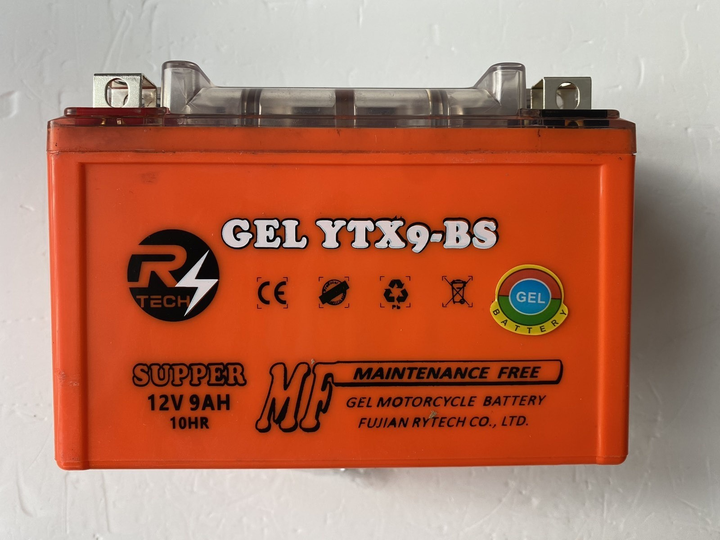 GEL YTX9-BS
R
TECH
CE
Pb
GEL
BATTERY
SUPPER
12V 9AH
10HR
MF
MAINTENANCE FREE
GEL MOTORCYCLE BATTERY
FUJIAN RYTECH CO., LTD.